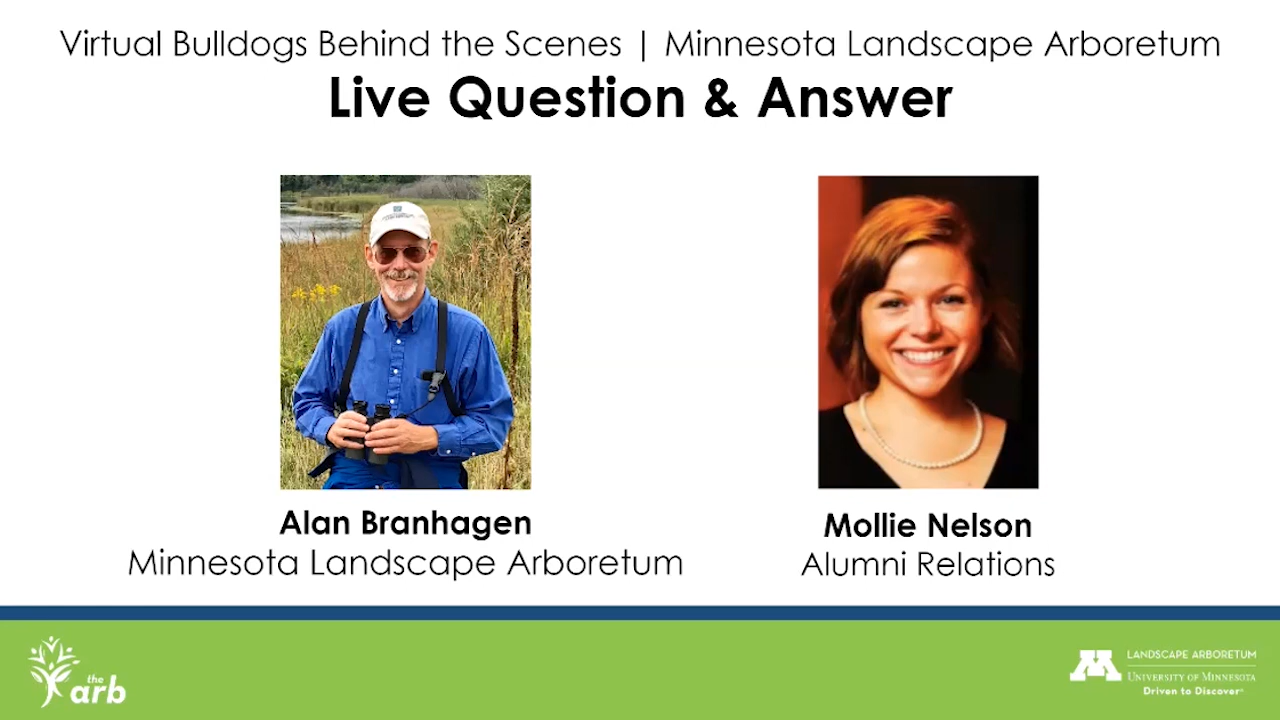 Virtual Bulldogs Behind the Scenes | Minnesota Landscape Arboretum
Live Question & Answer
Alan Branhagen
Minnesota Landscape Arboretum
Mollie Nelson
Alumni Relations
the
arb
M
LANDSCAPE ARBORETUM
UNIVERSITY OF MINNESOTA
Driven to Discover